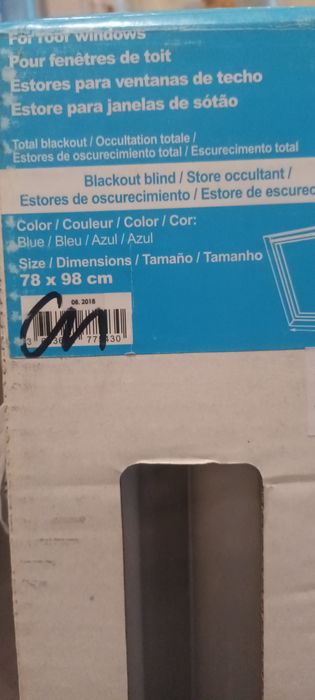 For roof windows
Pour fenêtres de toit
Estores para ventanas de techo
Estore para janelas de sótão
Total blackout / Occultation totale /
Estores de oscurecimiento total / Escurecimento total
Blackout blind / Store occultant /
Estores de oscurecimiento / Estore de escurec
Color / Couleur / Color / Cor:
Blue / Bleu / Azul / Azul
Size / Dimensions / Tamaño / Tamanho
78 x 98 cm
06.2018